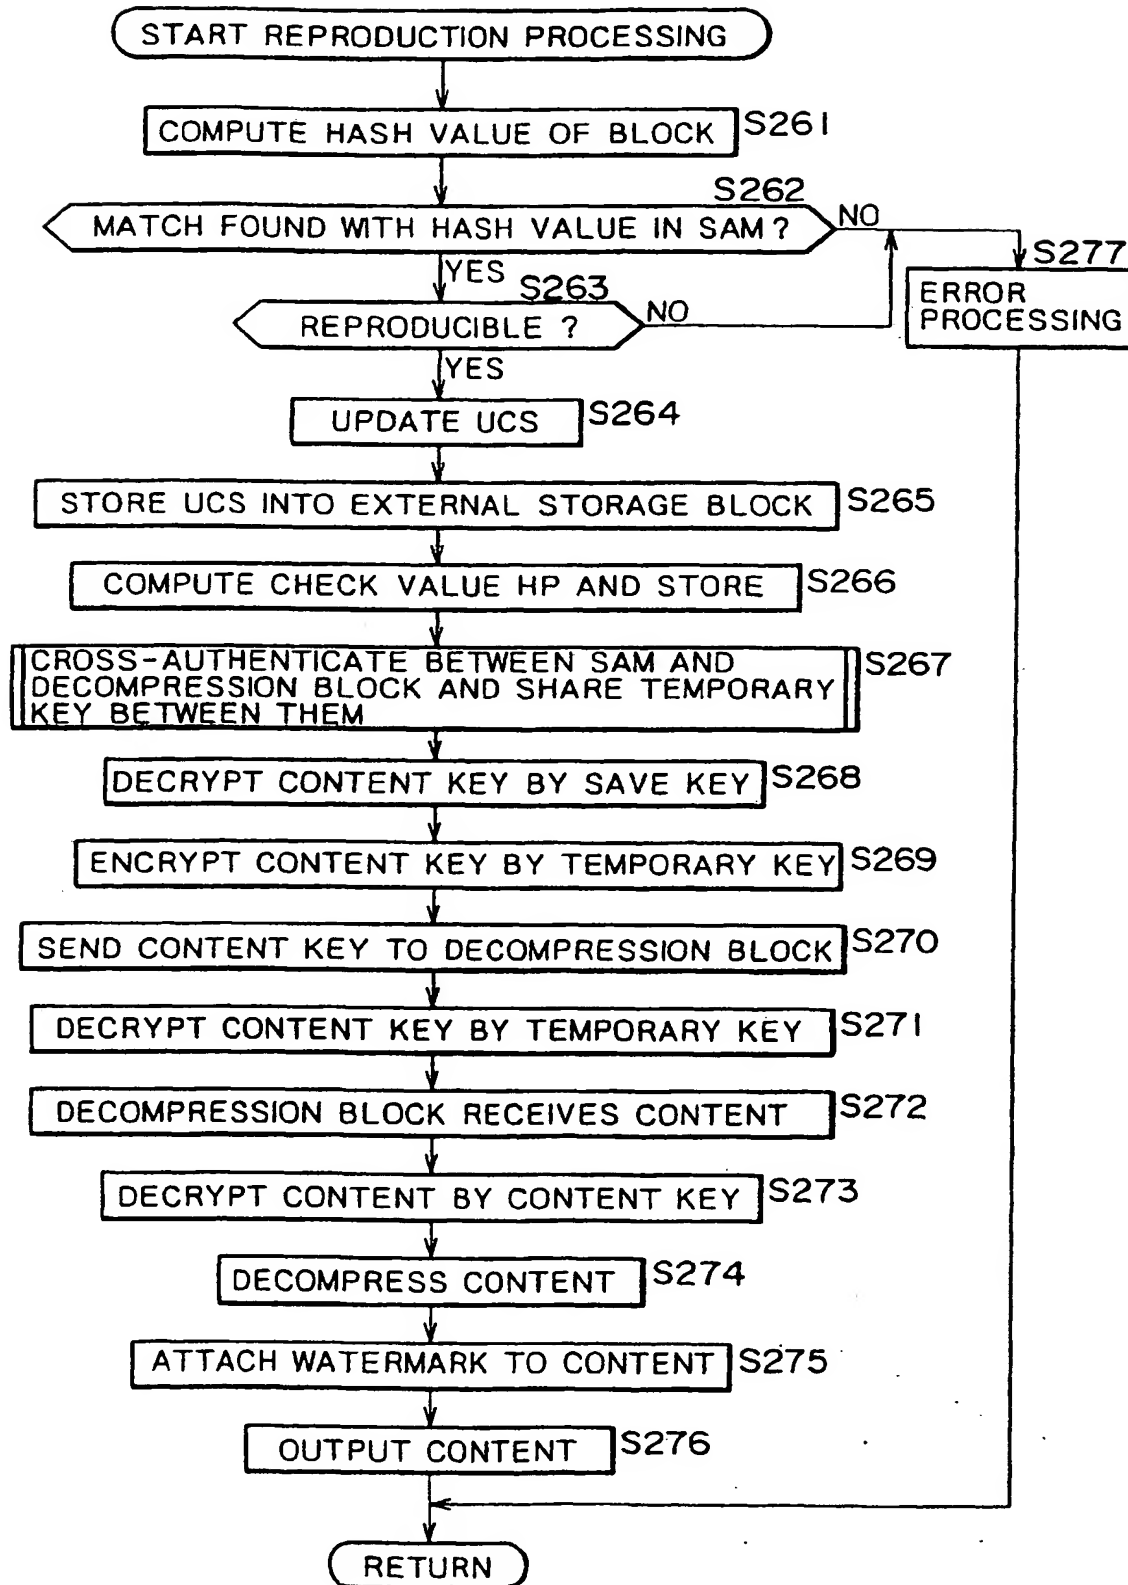 START REPRODUCTION PROCESSING
COMPUTE HASH VALUE OF BLOCK S261
S262
MATCH FOUND WITH HASH VALUE IN SAM ? NO
YES
S263
S277
REPRODUCIBLE ? NO
ERROR
PROCESSING
YES
UPDATE UCS S264
STORE UCS INTO EXTERNAL STORAGE BLOCK S265
COMPUTE CHECK VALUE HP AND STORE S266
CROSS-AUTHENTICATE BETWEEN SAM AND S267
DECOMPRESSION BLOCK AND SHARE TEMPORARY
KEY BETWEEN THEM
DECRYPT CONTENT KEY BY SAVE KEY S268
ENCRYPT CONTENT KEY BY TEMPORARY KEY S269
SEND CONTENT KEY TO DECOMPRESSION BLOCK S270
DECRYPT CONTENT KEY BY TEMPORARY KEY S271
DECOMPRESSION BLOCK RECEIVES CONTENT S272
DECRYPT CONTENT BY CONTENT KEY S273
DECOMPRESS CONTENT S274
ATTACH WATERMARK TO CONTENT S275
OUTPUT CONTENT S276
RETURN